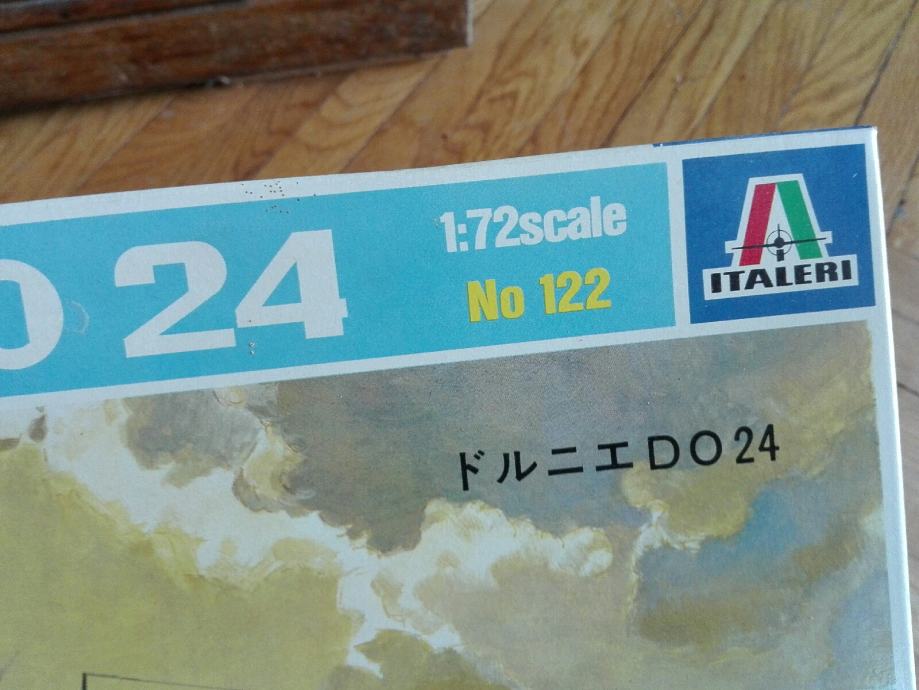 O 24
1:72scale
No 122
ITALERI
ドルニエDO24